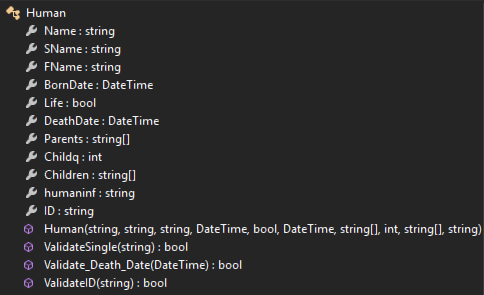 Human
Name : string
SName : string
FName : string
BornDate : DateTime
Life : bool
DeathDate : DateTime
Parents : string[]
Childq : int
Children : string[]
humaninf : string
ID : string
Human(string, string, string, DateTime, bool, DateTime, string[], int, string[], string)
ValidateSingle(string) : bool
Validate_Death_Date(DateTime) : bool
ValidateID(string) : bool